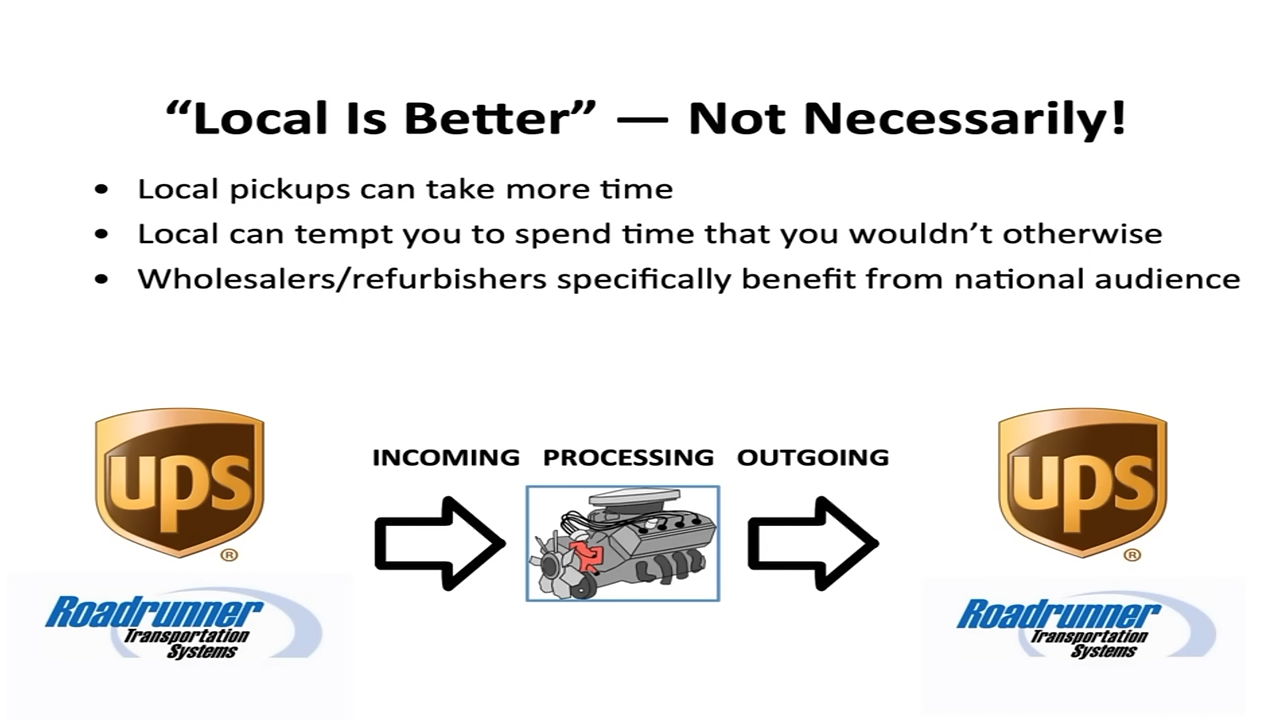 “Local Is Better” — Not Necessarily!
• Local pickups can take more time
• Local can tempt you to spend time that you wouldn’t otherwise
• Wholesalers/refurbishers specifically benefit from national audience
INCOMING PROCESSING OUTGOING
ups
®
ups
®
Roadrunner
Transportation
Systems
Roadrunner
Transportation
Systems